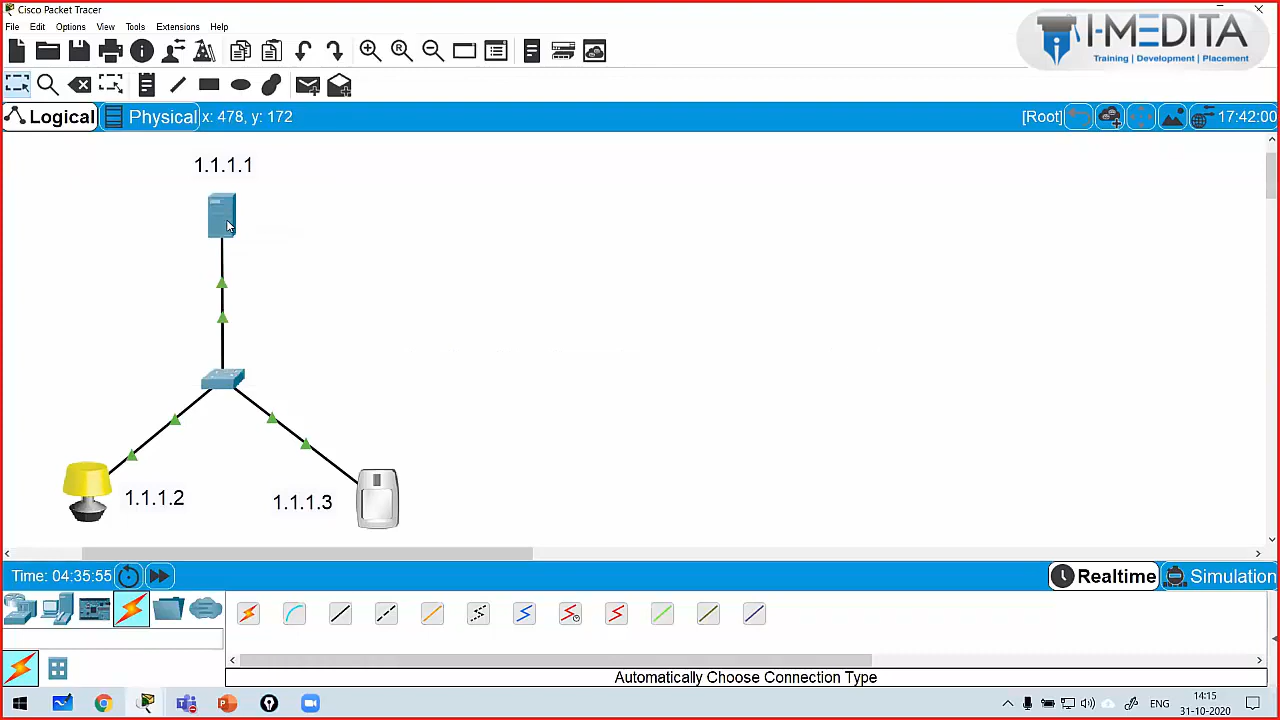 Cisco Packet Tracer
File Edit Options View Tools Extensions Help
I-MEDITA
Training | Development | Placement
Logical Physical x: 478, y: 172 [Root] 17:42:00
1.1.1.1
1.1.1.2
1.1.1.3
Time: 04:35:55 Realtime Simulation
Automatically Choose Connection Type
ENG 14:15
31-10-2020